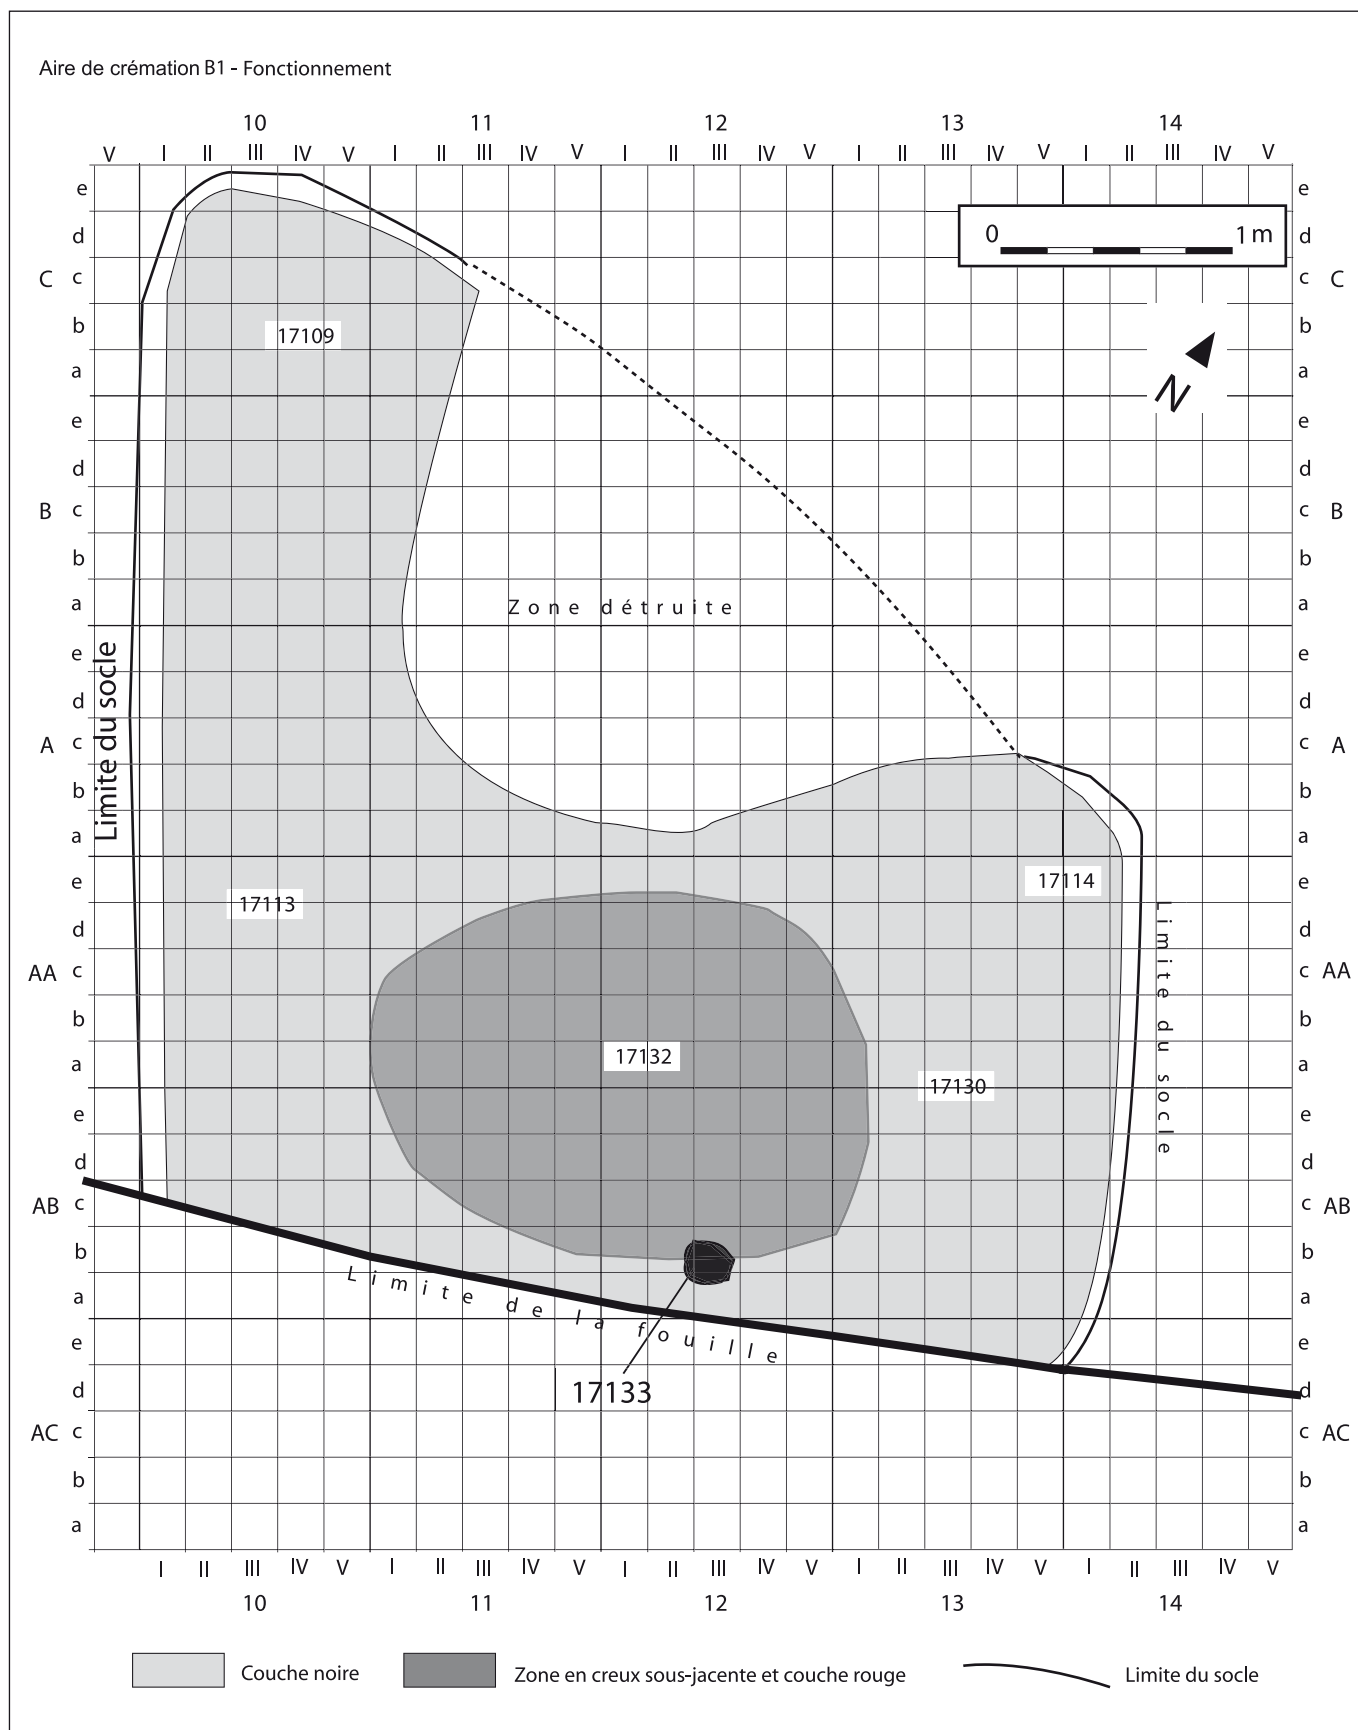 Aire de crémation B1 - Fonctionnement
10 11 12 13 14
V I II III IV V I II III IV V I II III IV V I II III IV V I II III IV V
e e
d 0 1 m d
C c c C
b 17109 b
a N a
e e
d d
B c c B
b b
a Zone détruite a
e e
Limite du socle
d d
A c c A
b b
a a
e 17114 e
17113
d d
Limite du socle
AA c c AA
b b
a 17132 a
17130
e e
d d
AB c c AB
b b
a a
Limite de la fouille
e e
d 17133 d
AC c c AC
b b
a a
I II III IV V I II III IV V I II III IV V I II III IV V I II III IV V
10 11 12 13 14
Couche noire Zone en creux sous-jacente et couche rouge Limite du socle